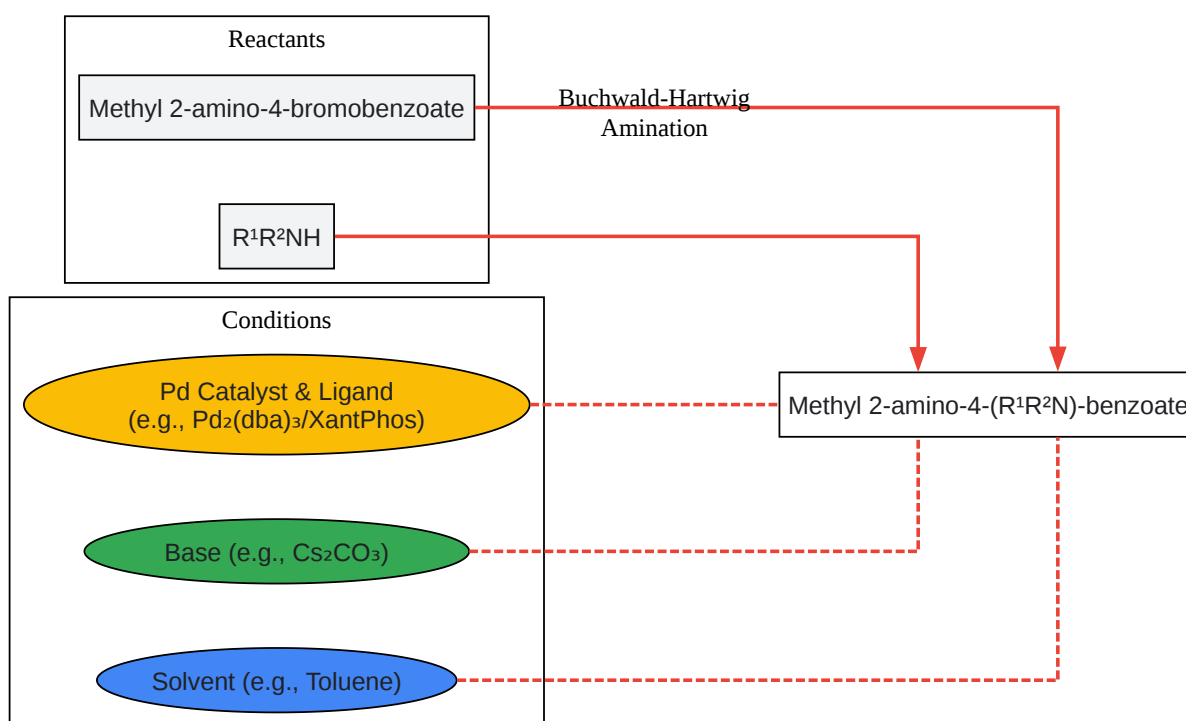 Reactants
Methyl 2-amino-4-bromobenzoate
Buchwald-Hartwig
Amination
R¹R²NH
Conditions
Pd Catalyst & Ligand
(e.g., Pd₂(dba)₃/XantPhos)
Methyl 2-amino-4-(R¹R²N)-benzoate
Base (e.g., Cs₂CO₃)
Solvent (e.g., Toluene)